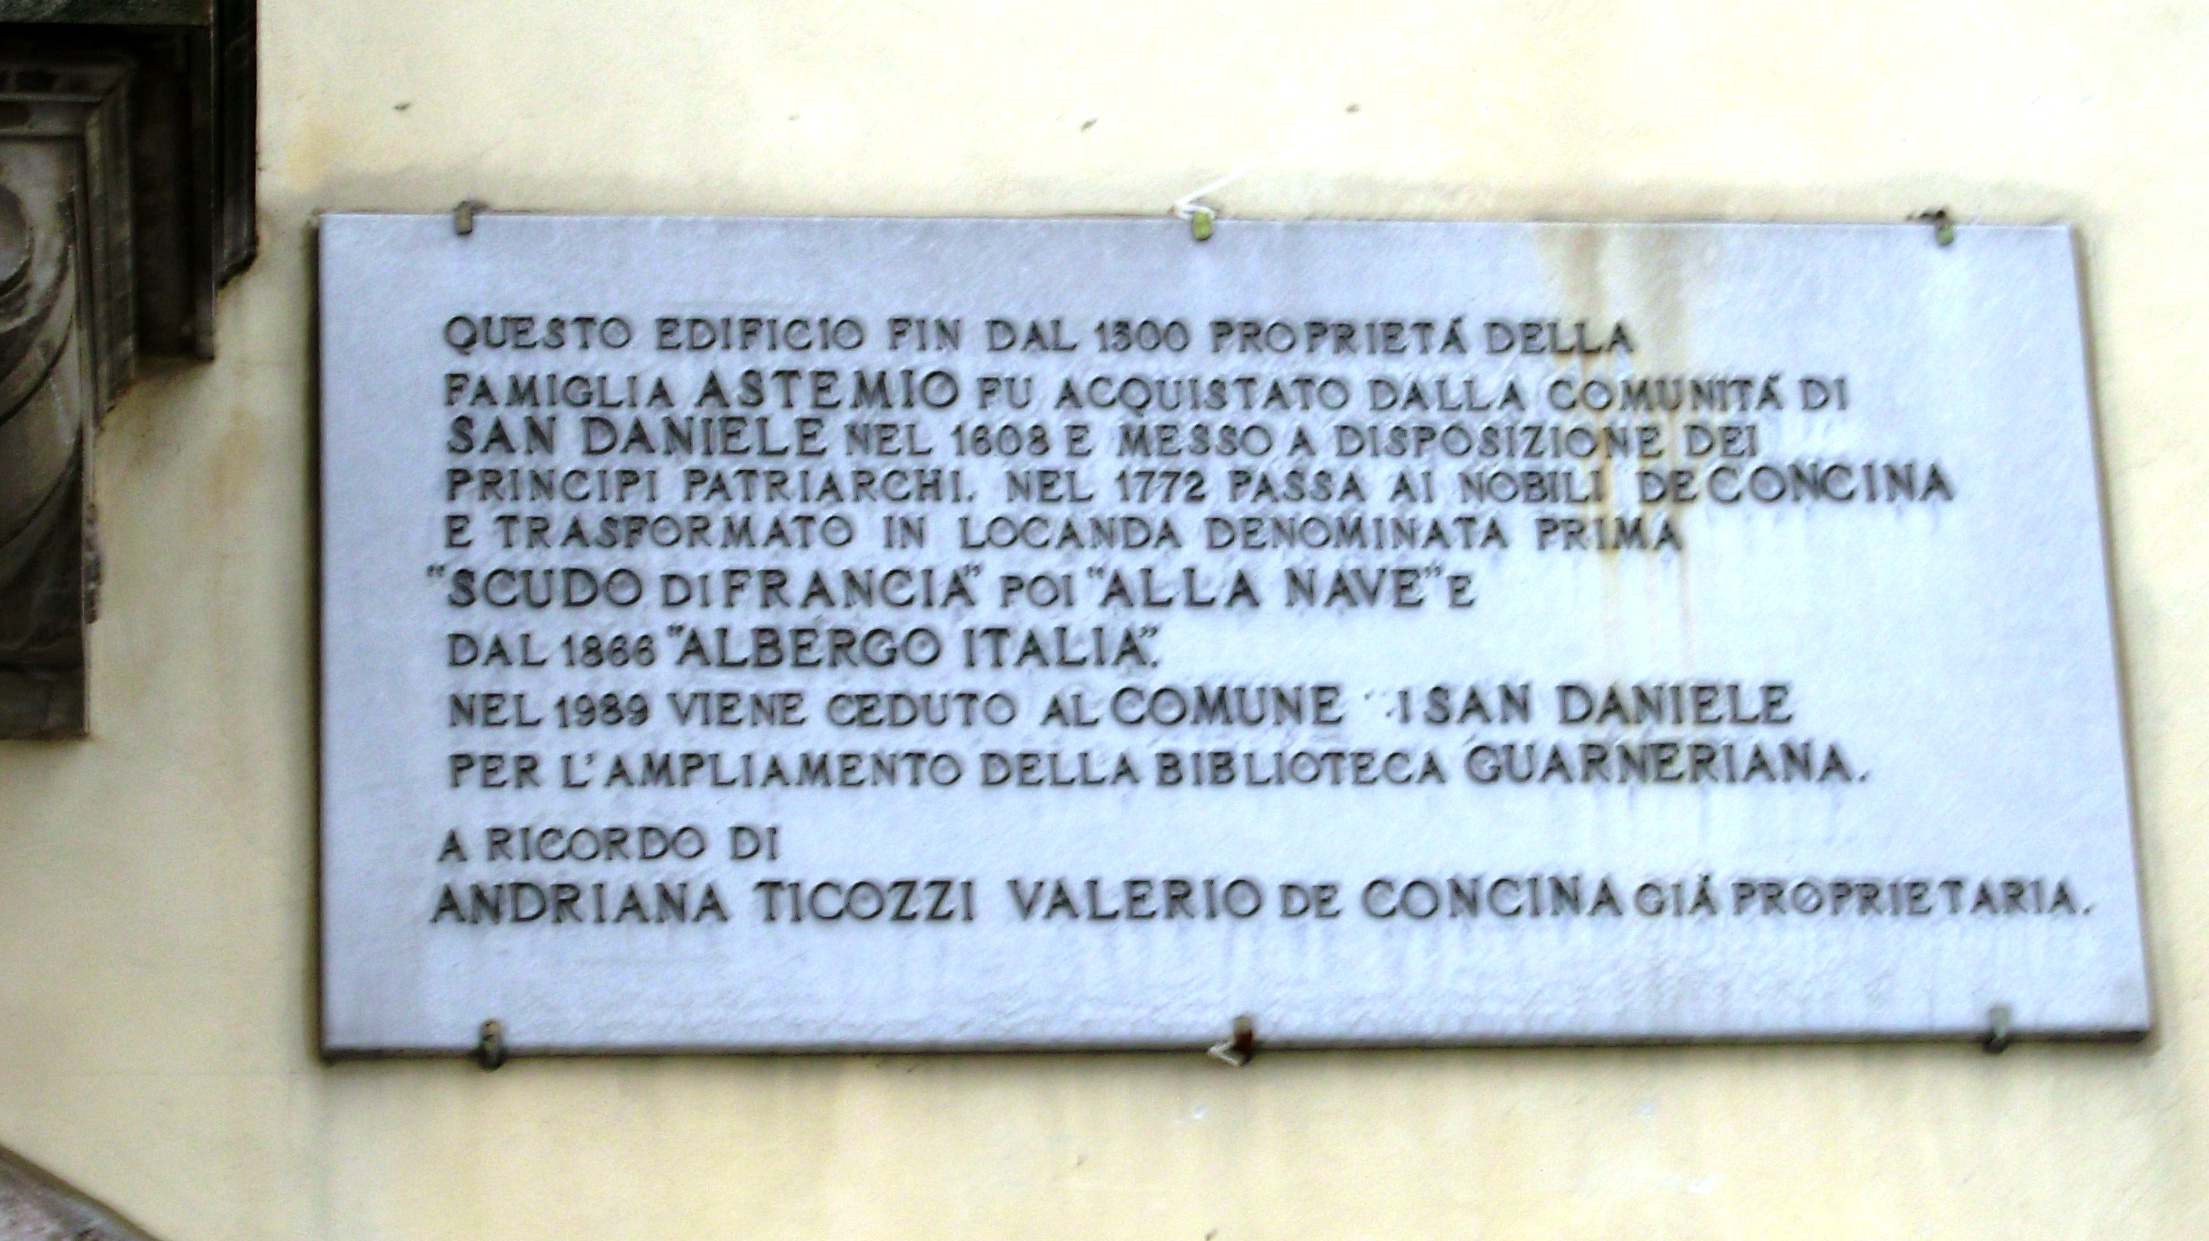 QUESTO EDIFICIO FIN DAL 1500 PROPRIETÁ DELLA
FAMIGLIA ASTEMIO FU ACQUISTATO DALLA COMUNITÁ DI
SAN DANIELE NEL 1608 E MESSO A DISPOSIZIONE DEI
PRINCIPI PATRIARCHI. NEL 1772 PASSA AI NOBILI DE CONCINA
E TRASFORMATO IN LOCANDA DENOMINATA PRIMA
"SCUDO DI FRANCIA" POI "ALLA NAVE" E
DAL 1866 "ALBERGO ITALIA".
NEL 1989 VIENE CEDUTO AL COMUNE I SAN DANIELE
PER L'AMPLIAMENTO DELLA BIBLIOTECA GUARNERIANA.
A RICORDO DI
ANDRIANA TICOZZI VALERIO DE CONCINA GIÁ PROPRIETARIA.